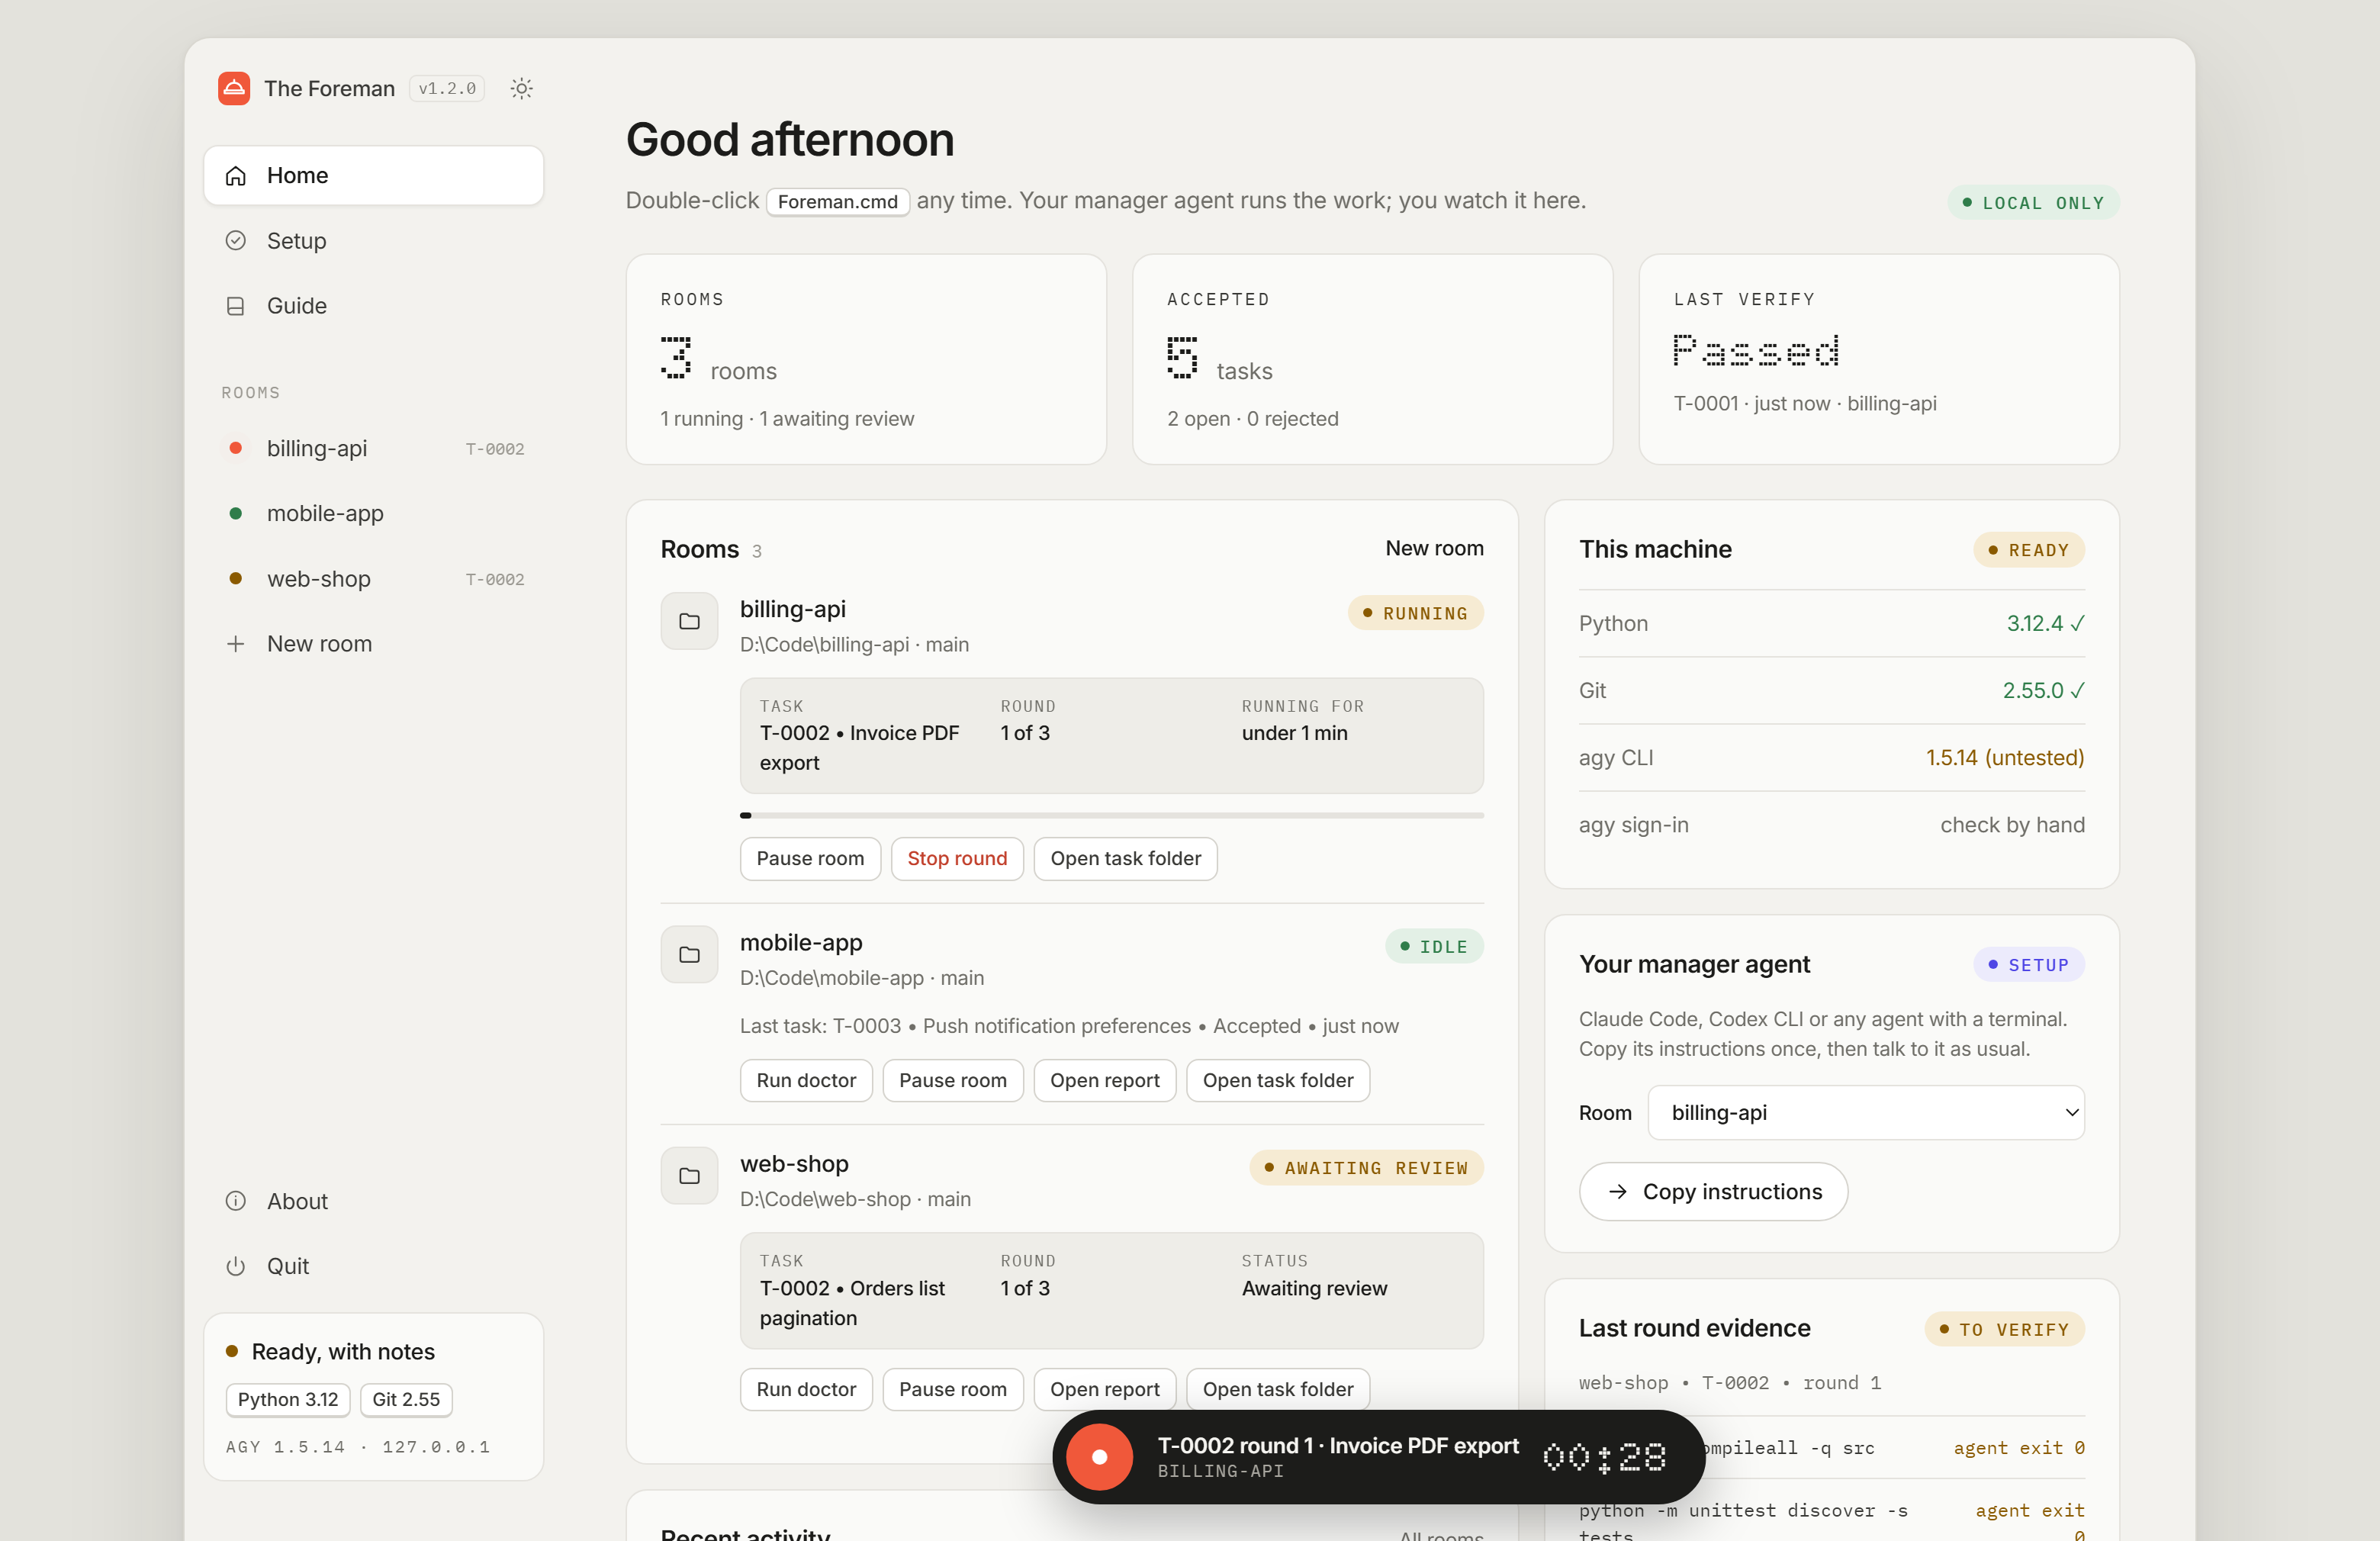 The Foreman v1.2.0
Home
Setup
Guide
ROOMS
billing-api T-0002
mobile-app
web-shop T-0002
New room
About
Quit
Ready, with notes
Python 3.12 Git 2.55
AGY 1.5.14 · 127.0.0.1
Good afternoon
Double-click Foreman.cmd any time. Your manager agent runs the work; you watch it here.
LOCAL ONLY
ROOMS
3 rooms
1 running · 1 awaiting review
ACCEPTED
5 tasks
2 open · 0 rejected
LAST VERIFY
Passed
T-0001 · just now · billing-api
Rooms 3
New room
billing-api
RUNNING
D:\Code\billing-api · main
TASK ROUND RUNNING FOR
T-0002 • Invoice PDF 1 of 3 under 1 min
export
Pause room Stop round Open task folder
mobile-app
IDLE
D:\Code\mobile-app · main
Last task: T-0003 • Push notification preferences • Accepted • just now
Run doctor Pause room Open report Open task folder
web-shop
AWAITING REVIEW
D:\Code\web-shop · main
TASK ROUND STATUS
T-0002 • Orders list 1 of 3 Awaiting review
pagination
Run doctor Pause room Open report Open task folder
Recent activity
All rooms
This machine READY
Python 3.12.4 ✓
Git 2.55.0 ✓
agy CLI 1.5.14 (untested)
agy sign-in check by hand
Your manager agent SETUP
Claude Code, Codex CLI or any agent with a terminal.
Copy its instructions once, then talk to it as usual.
Room billing-api
→ Copy instructions
Last round evidence TO VERIFY
web-shop • T-0002 • round 1
-q src agent exit 0
python -m unittest discover -s agent exit
tests 0
T-0002 round 1 · Invoice PDF export
BILLING-API
00:28